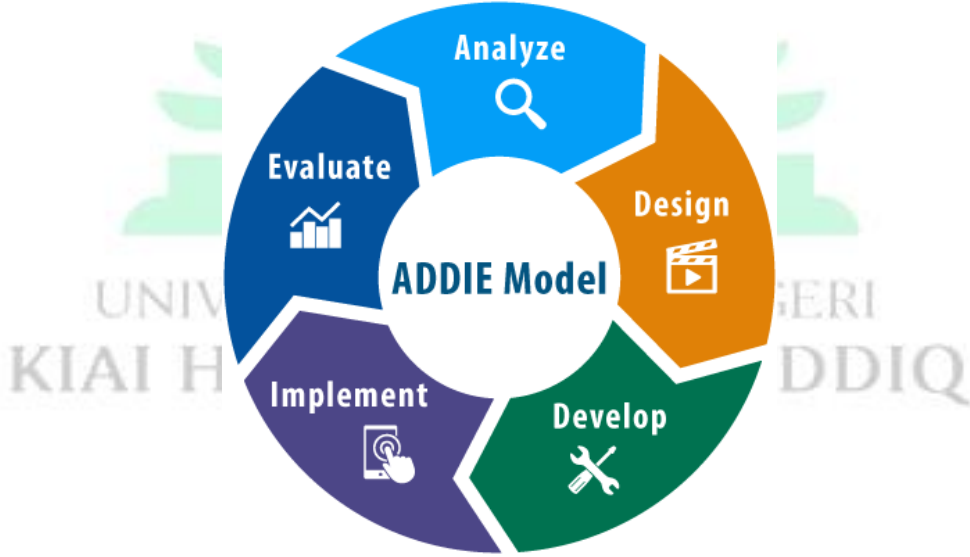 Analyze
Evaluate
Design
ADDIE Model
UNIV
GERI
KIAI H
DDIQ
Implement
Develop